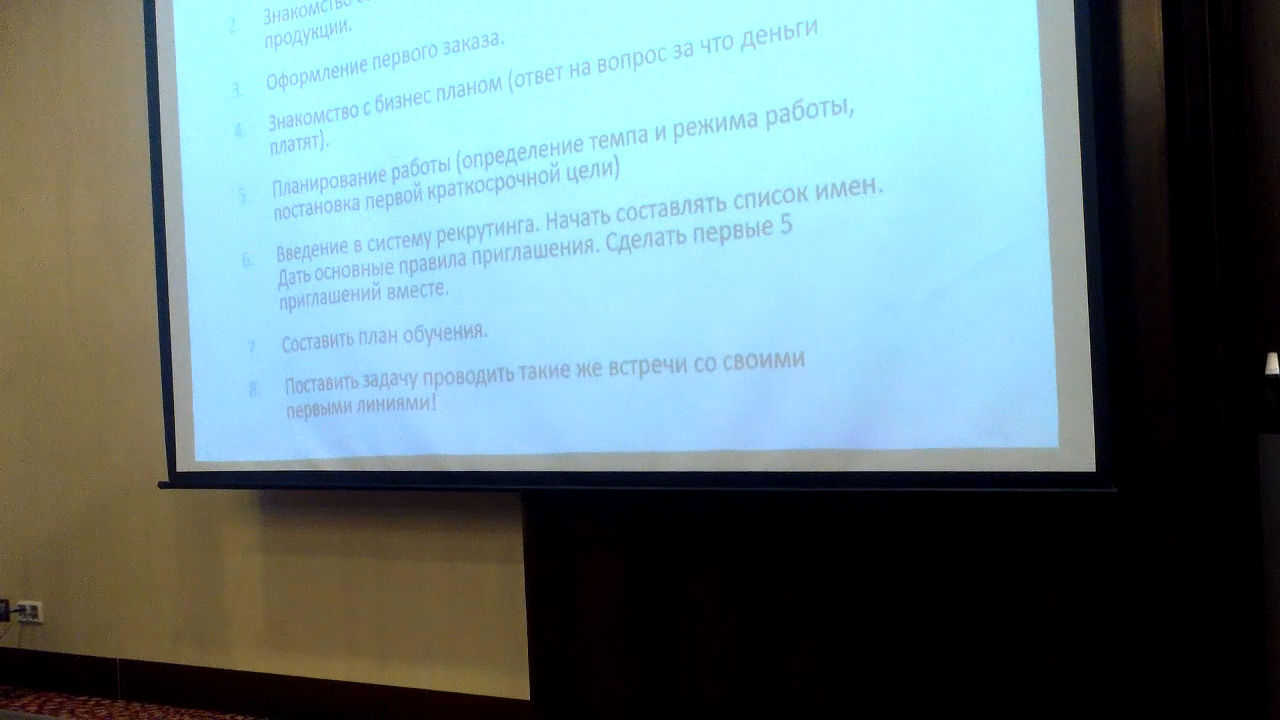 2. Знакомство
продукции.
3. Оформление первого заказа.
4. Знакомство с бизнес планом (ответ на вопрос за что деньги
платят).
5. Планирование работы (определение темпа и режима работы,
постановка первой краткосрочной цели)
6. Введение в систему рекрутинга. Начать составлять список имен.
Дать основные правила приглашения. Сделать первые 5
приглашений вместе.
7 Составить план обучения.
8. Поставить задачу проводить такие же встречи со своими
первыми линиями!